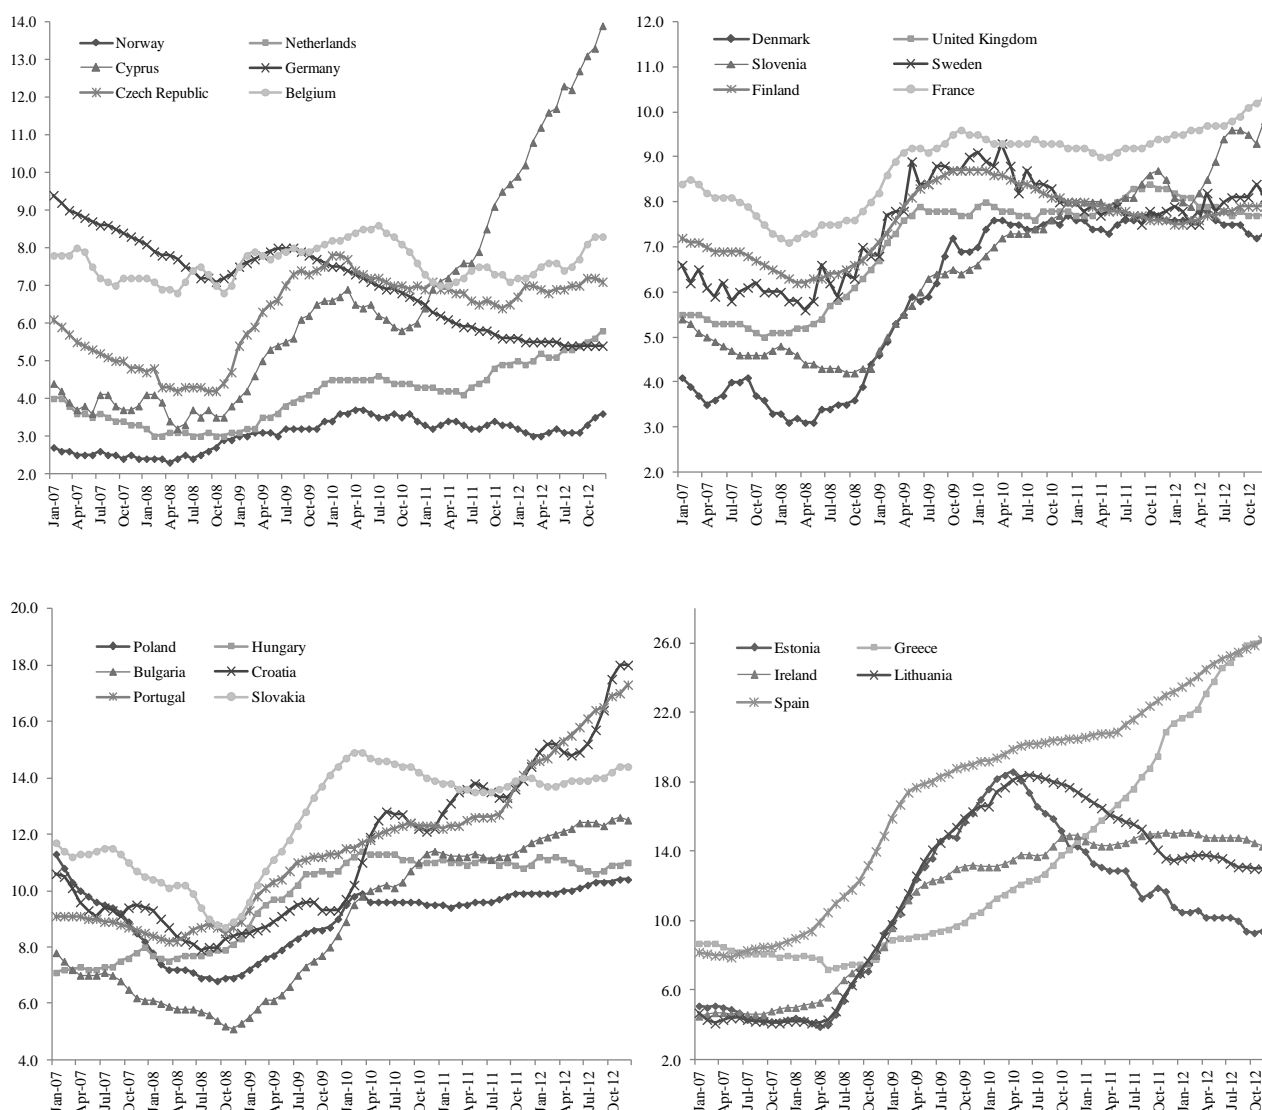 14.0
13.0
12.0
11.0
10.0
9.0
8.0
7.0
6.0
5.0
4.0
3.0
2.0
Norway Netherlands
Cyprus Germany
Czech Republic Belgium
Jan-07 Apr-07 Jul-07 Oct-07 Jan-08 Apr-08 Jul-08 Oct-08 Jan-09 Apr-09 Jul-09 Oct-09 Jan-10 Apr-10 Jul-10 Oct-10 Jan-11 Apr-11 Jul-11 Oct-11 Jan-12 Apr-12 Jul-12 Oct-12
12.0
11.0
10.0
9.0
8.0
7.0
6.0
5.0
4.0
3.0
2.0
Denmark United Kingdom
Slovenia Sweden
Finland France
Jan-07 Apr-07 Jul-07 Oct-07 Jan-08 Apr-08 Jul-08 Oct-08 Jan-09 Apr-09 Jul-09 Oct-09 Jan-10 Apr-10 Jul-10 Oct-10 Jan-11 Apr-11 Jul-11 Oct-11 Jan-12 Apr-12 Jul-12 Oct-12
20.0
18.0
16.0
14.0
12.0
10.0
8.0
6.0
4.0
Poland Hungary
Bulgaria Croatia
Portugal Slovakia
Jan-07 Apr-07 Jul-07 Oct-07 Jan-08 Apr-08 Jul-08 Oct-08 Jan-09 Apr-09 Jul-09 Oct-09 Jan-10 Apr-10 Jul-10 Oct-10 Jan-11 Apr-11 Jul-11 Oct-11 Jan-12 Apr-12 Jul-12 Oct-12
26.0
22.0
18.0
14.0
10.0
6.0
2.0
Estonia Greece
Ireland Lithuania
Spain
Jan-07 Apr-07 Jul-07 Oct-07 Jan-08 Apr-08 Jul-08 Oct-08 Jan-09 Apr-09 Jul-09 Oct-09 Jan-10 Apr-10 Jul-10 Oct-10 Jan-11 Apr-11 Jul-11 Oct-11 Jan-12 Apr-12 Jul-12 Oct-12